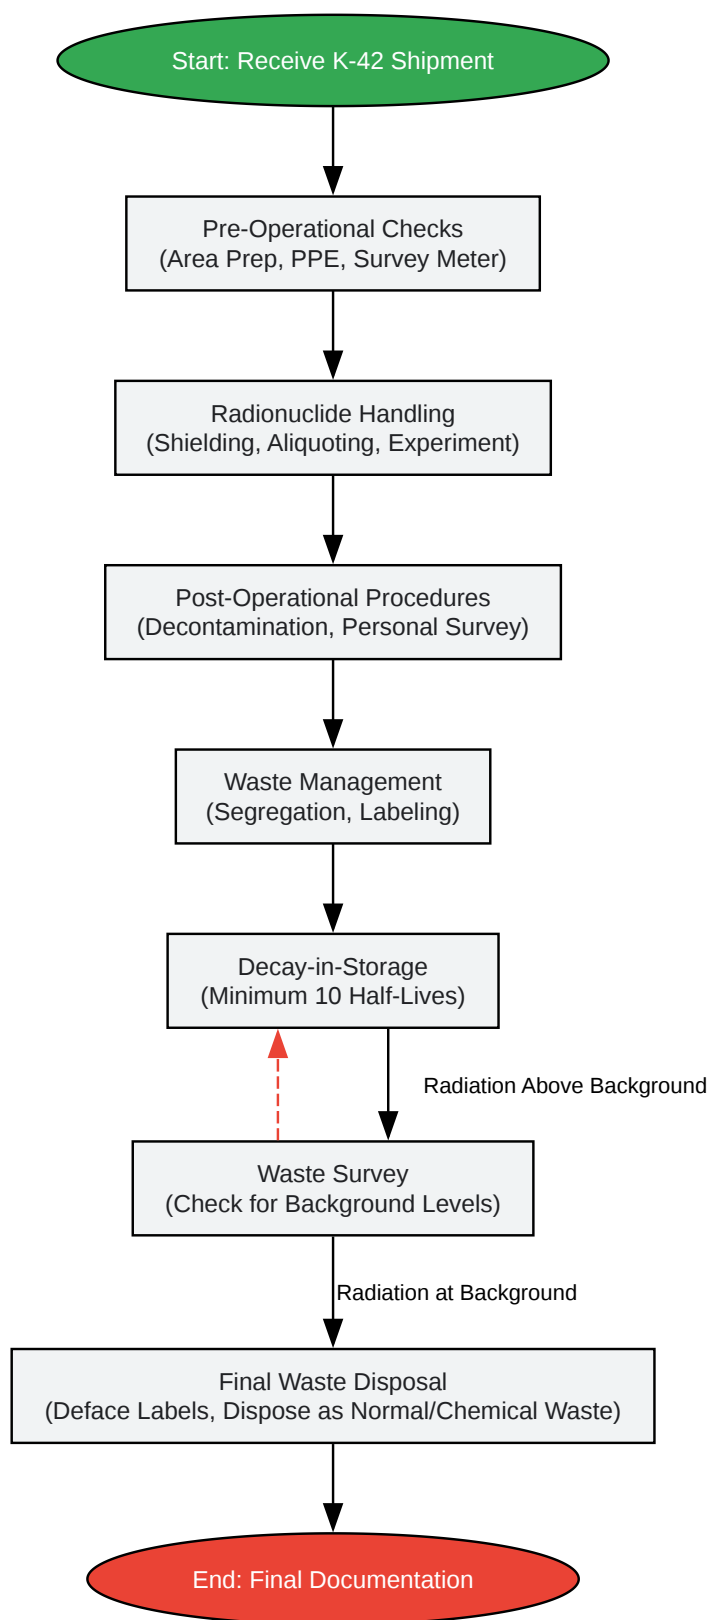 Start: Receive K-42 Shipment
Pre-Operational Checks
(Area Prep, PPE, Survey Meter)
Radionuclide Handling
(Shielding, Aliquoting, Experiment)
Post-Operational Procedures
(Decontamination, Personal Survey)
Waste Management
(Segregation, Labeling)
Decay-in-Storage
(Minimum 10 Half-Lives)
Radiation Above Background
Waste Survey
(Check for Background Levels)
Radiation at Background
Final Waste Disposal
(Deface Labels, Dispose as Normal/Chemical Waste)
End: Final Documentation